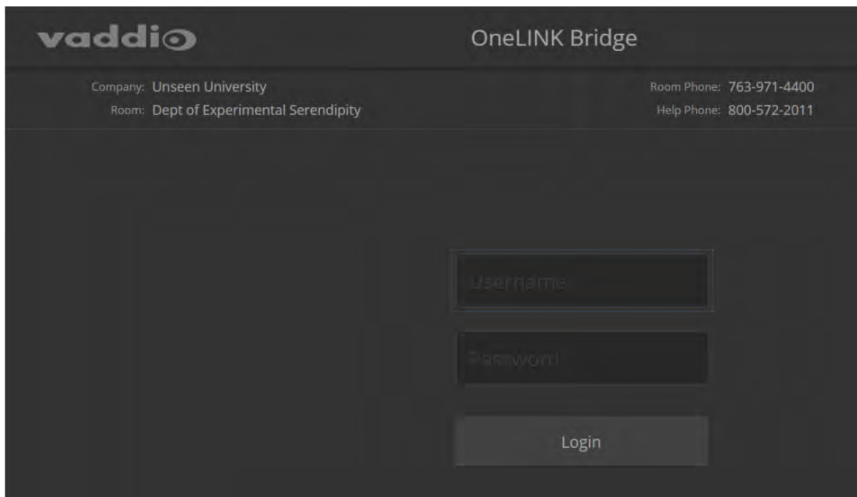 vaddio
OneLINK Bridge
Company: Unseen University
Room: Dept of Experimental Serendipity
Room Phone: 763-971-4400
Help Phone: 800-572-2011
Username
Password
Login